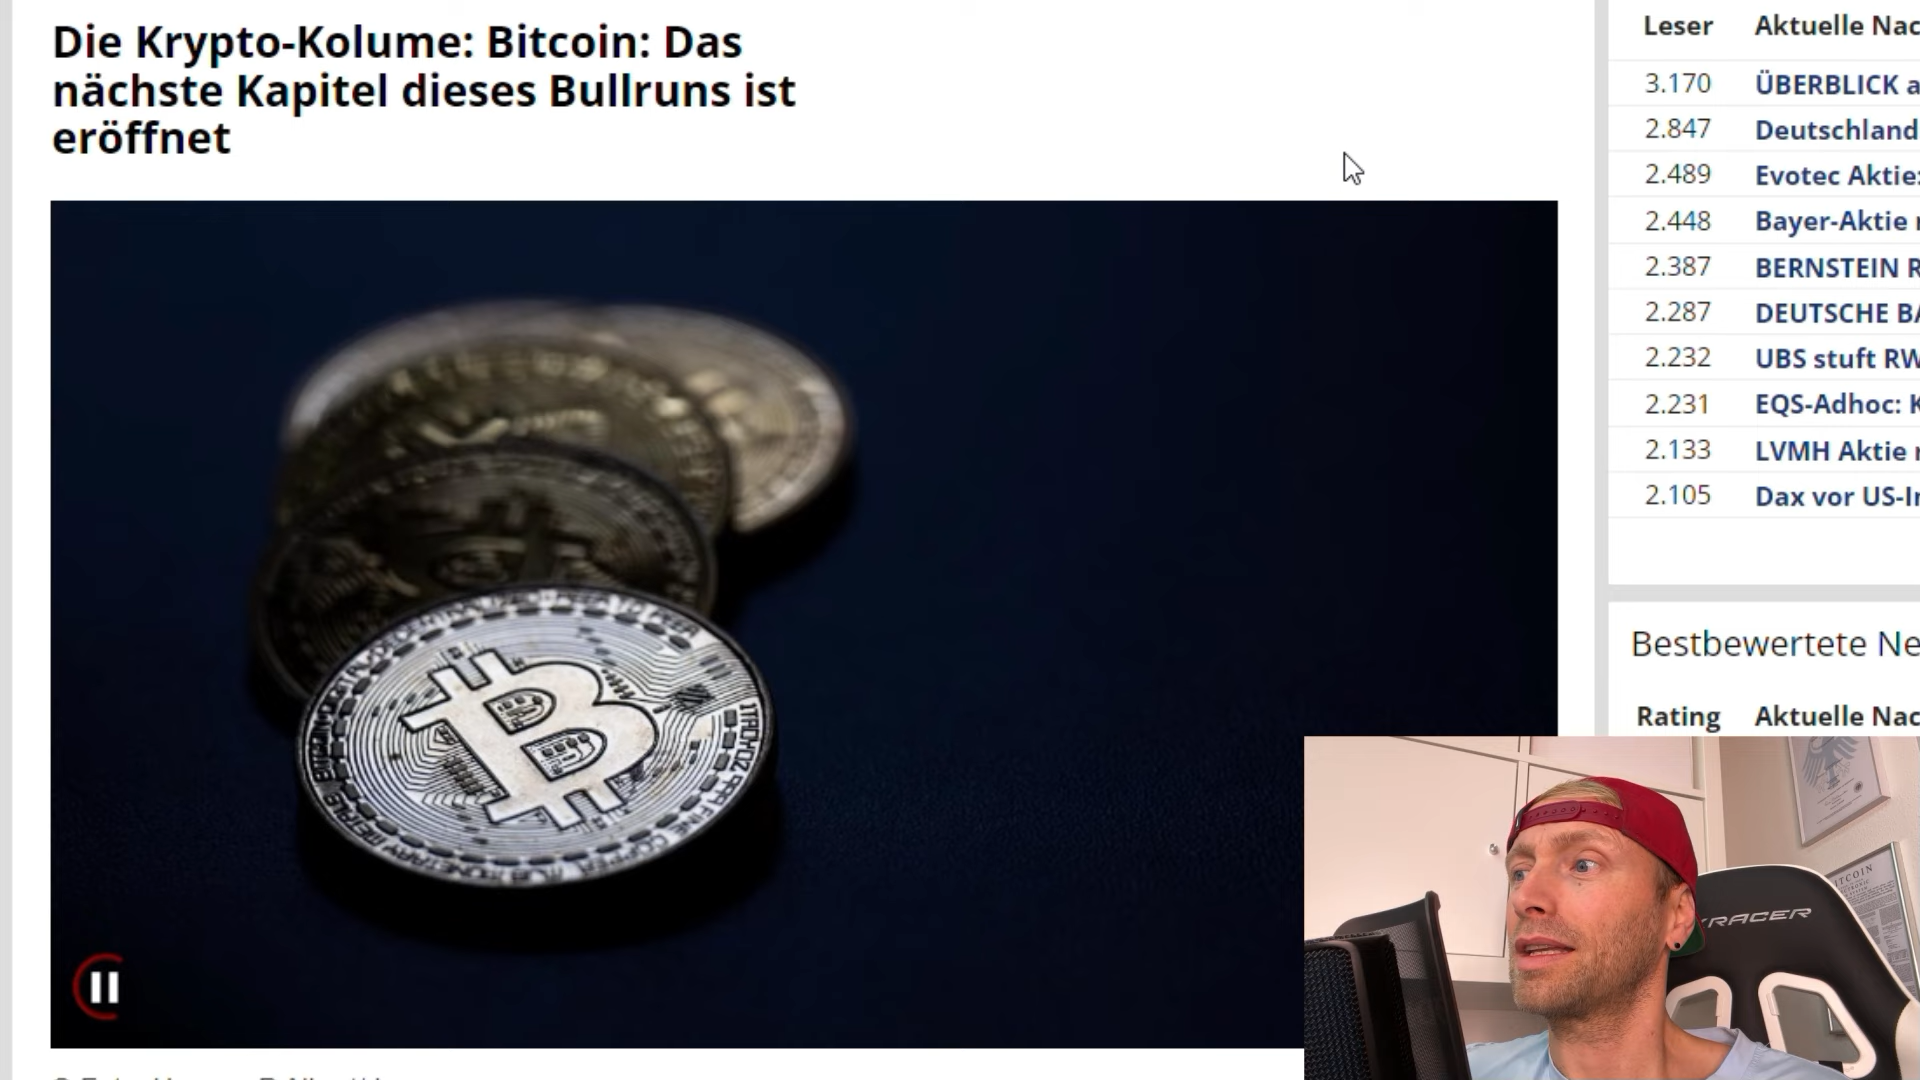 Die Krypto-Kolume: Bitcoin: Das
nächste Kapitel dieses Bullruns ist
eröffnet
Leser Aktuelle Nac
3.170 ÜBERBLICK a
2.847 Deutschland
2.489 Evotec Aktie:
2.448 Bayer-Aktie
2.387 BERNSTEIN R
2.287 DEUTSCHE BA
2.232 UBS stuft RW
2.231 EQS-Adhoc: K
2.133 LVMH Aktie
2.105 Dax vor US-I
Bestbewertete Ne
Rating Aktuelle Nac
RACER
ITCOIN